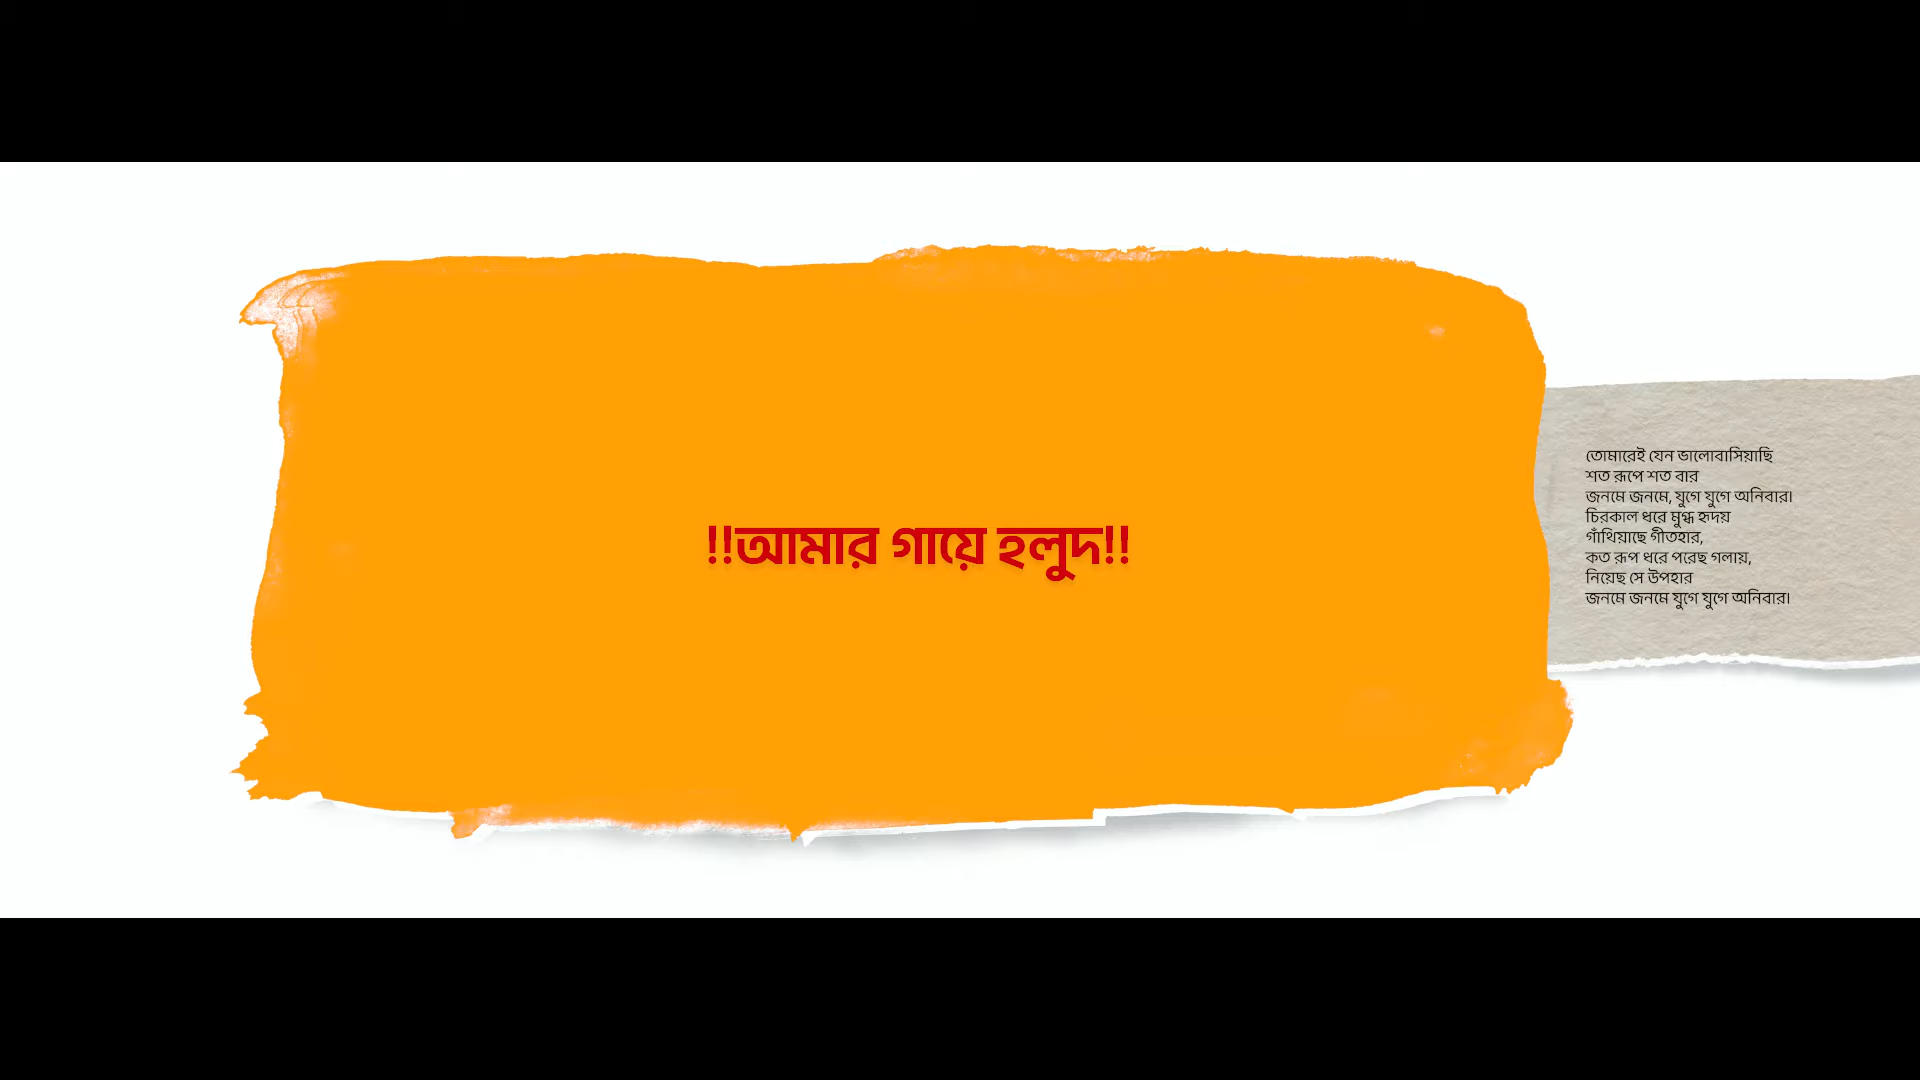 !!আমার গায়ে হলুদ!!
তোমারেই যেন ভালোবাসিয়াছি
শত রূপে শত বার
জনমে জনমে, যুগে যুগে অনিবার।
চিরকাল ধরে মুগ্ধ হৃদয়
গাঁথিয়াছে গীতহার,
কত রূপ ধরে পরেছ গলায়,
নিয়েছ সে উপহার
জনমে জনমে যুগে যুগে অনিবার।